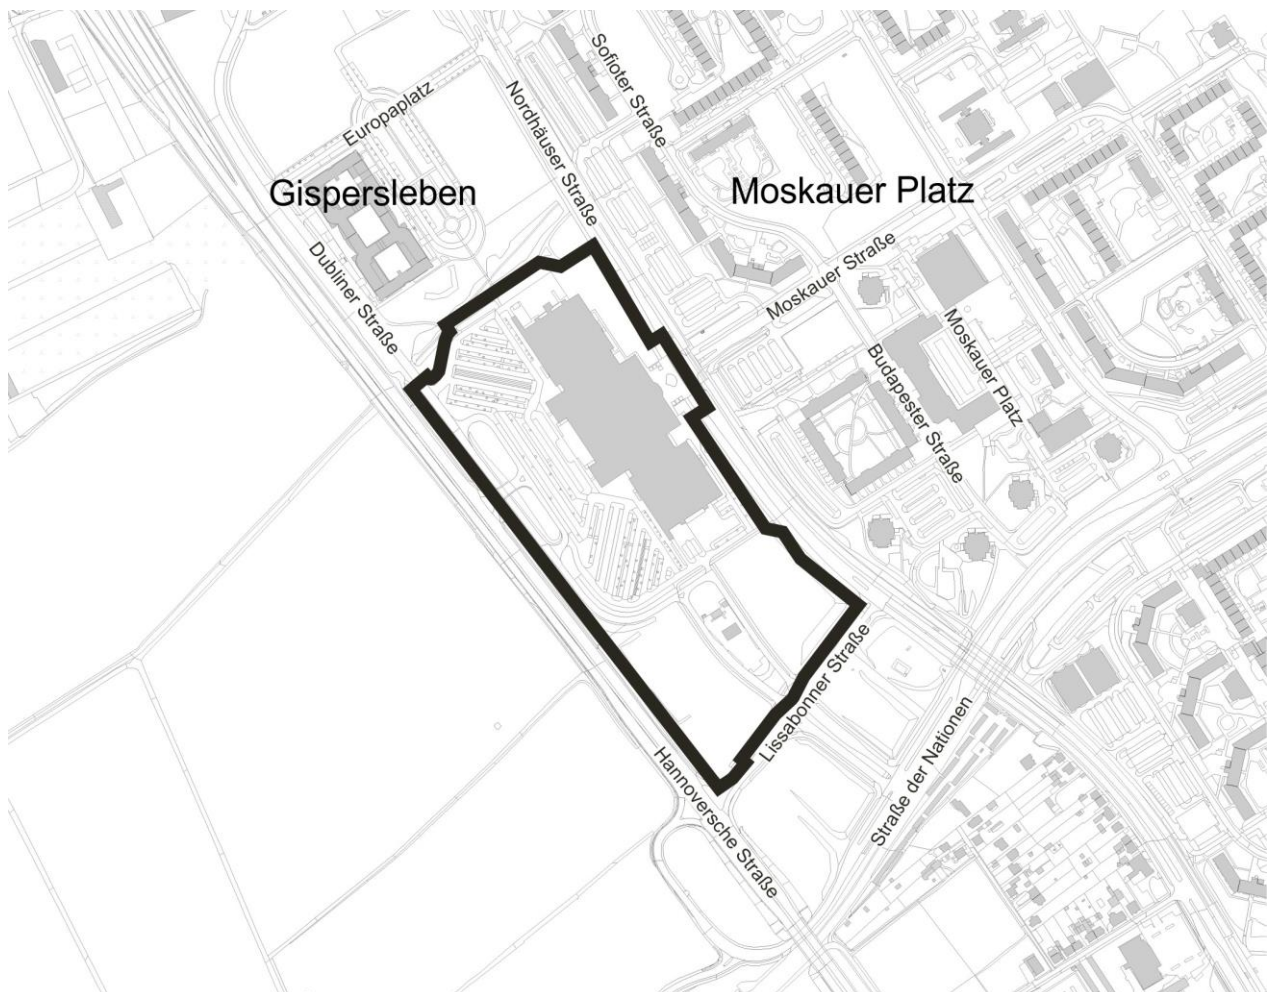 Sofioter Straße
Europaplatz
Nordhäuser Straße
Gispersleben
Moskauer Platz
Dubliner Straße
Moskauer Straße
Moskauer Platz
Budapester Straße
Lissabonner Straße
Straße der Nationen
Hannoversche Straße